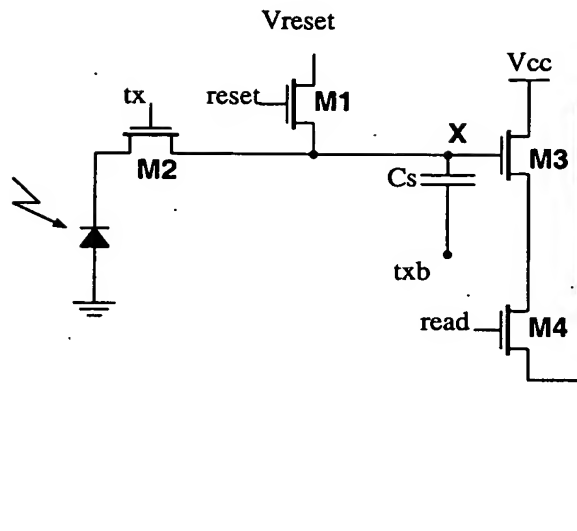 Vreset
Vcc
tx
reset
M1
X
M2
M3
Cs
txb
read
M4